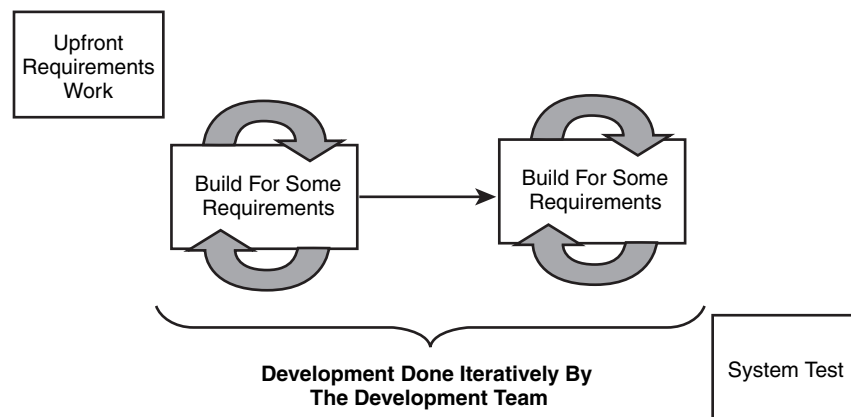 Upfront
Requirements
Work
Build For Some
Requirements
Build For Some
Requirements
Development Done Iteratively By
The Development Team
System Test